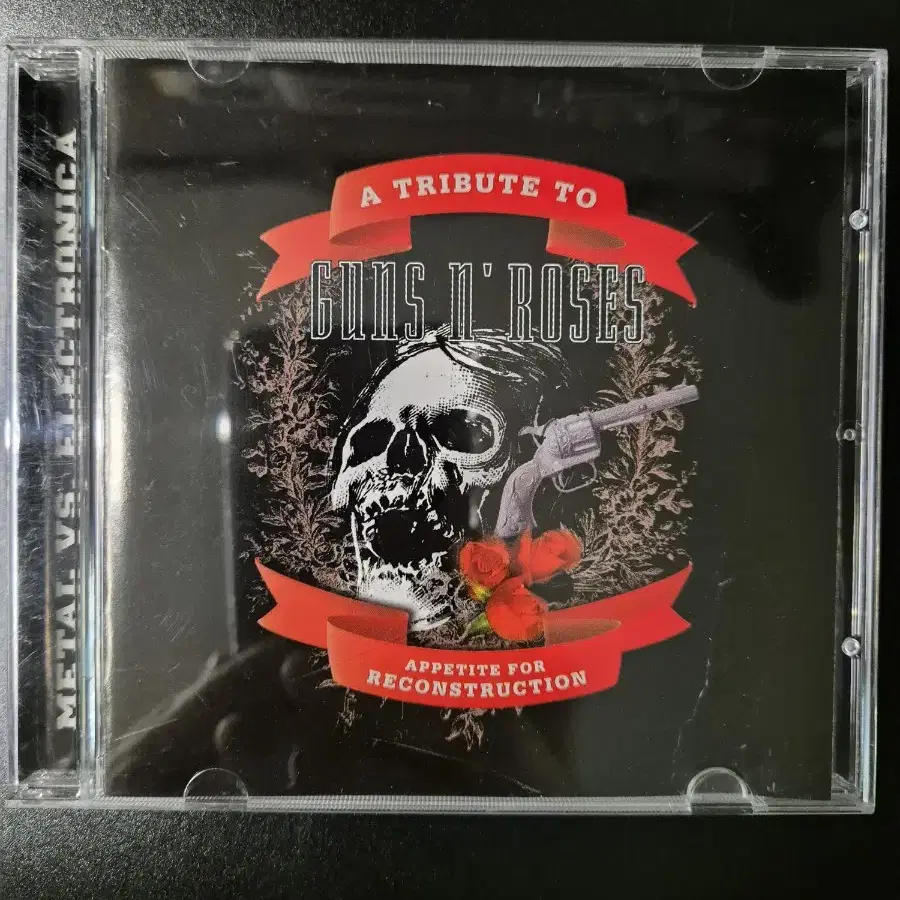 METAL VS ELECTRONICA
A TRIBUTE TO
GUNS N' ROSES
APPETITE FOR
RECONSTRUCTION